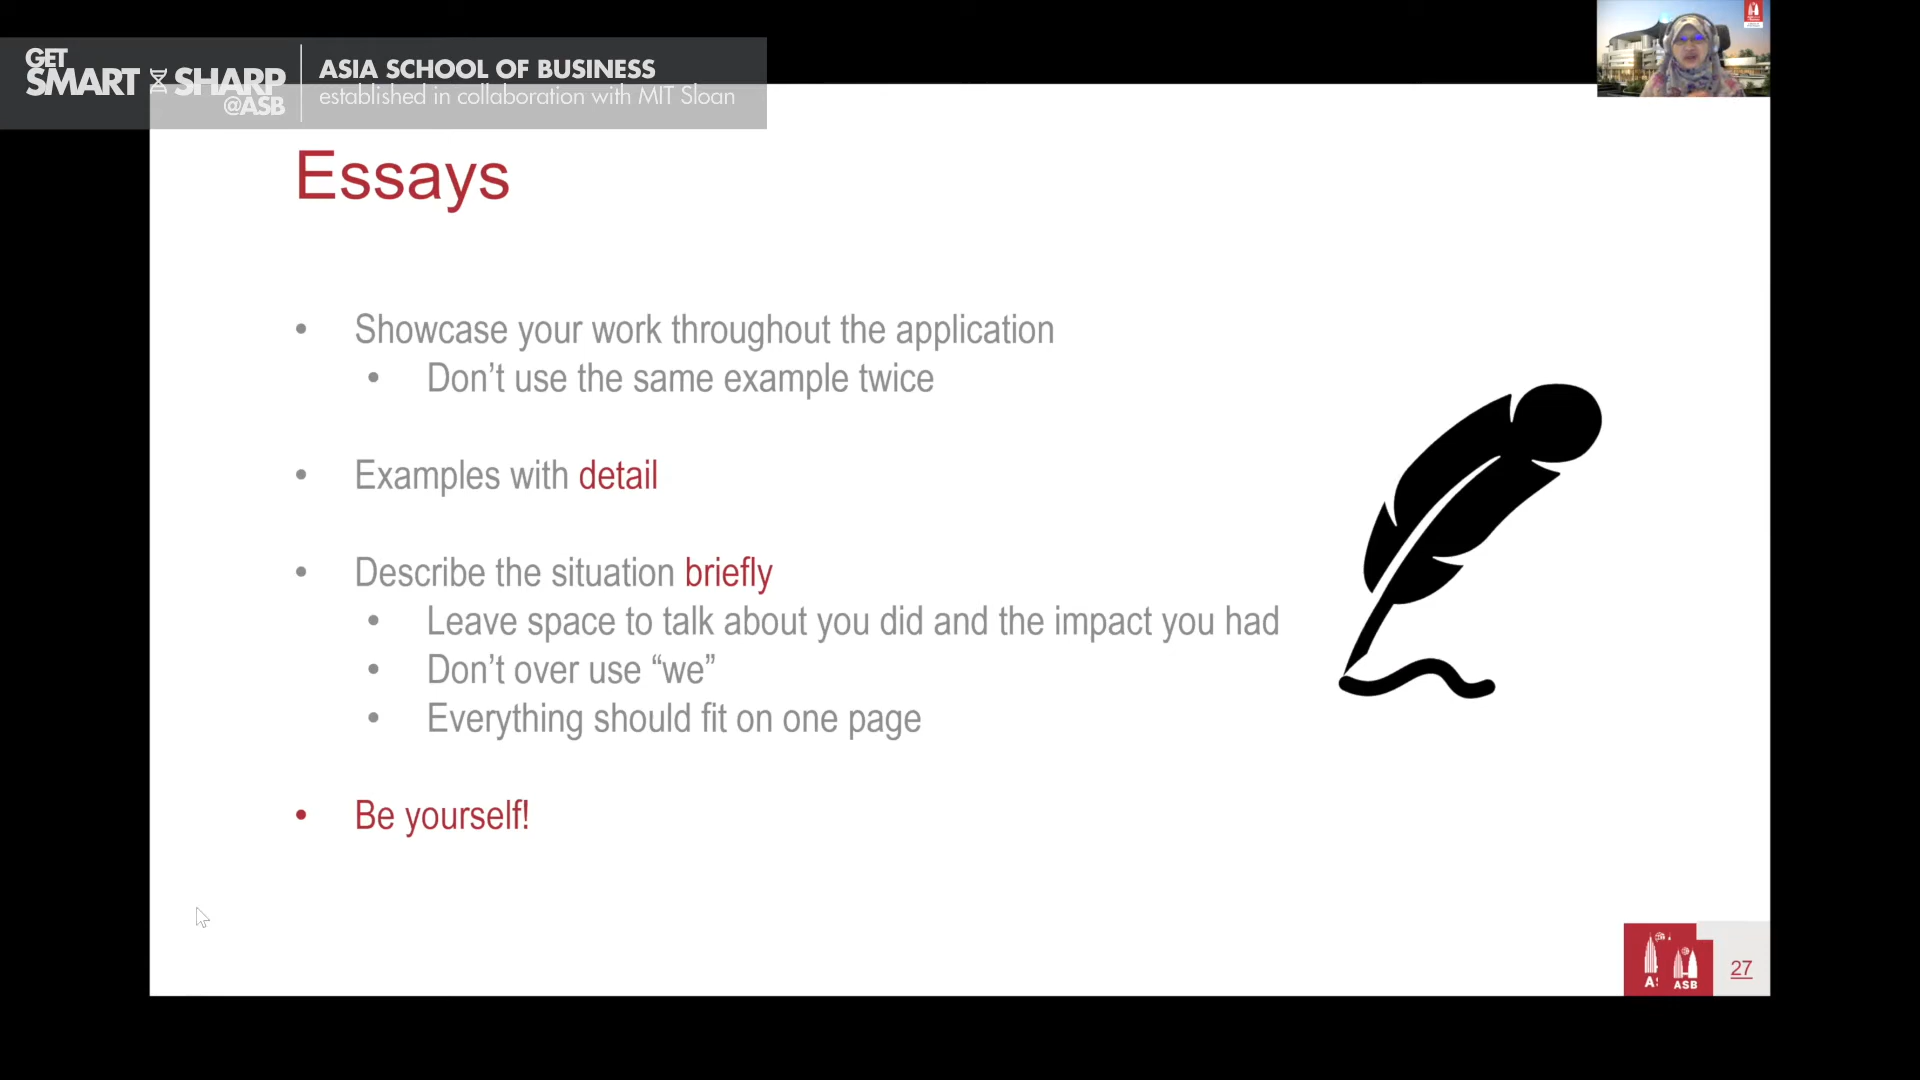 GET
SMART SHARP
@ASB
ASIA SCHOOL OF BUSINESS
established in collaboration with MIT Sloan
Essays
• Showcase your work throughout the application
• Don’t use the same example twice
• Examples with detail
• Describe the situation briefly
• Leave space to talk about you did and the impact you had
• Don’t over use “we”
• Everything should fit on one page
• Be yourself!
ASB
27